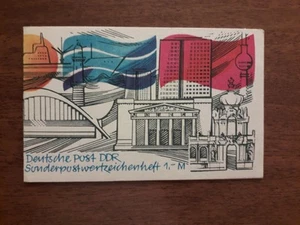 Deutsche Post DDR
Sonderpostwertzeichenheft 1,-M